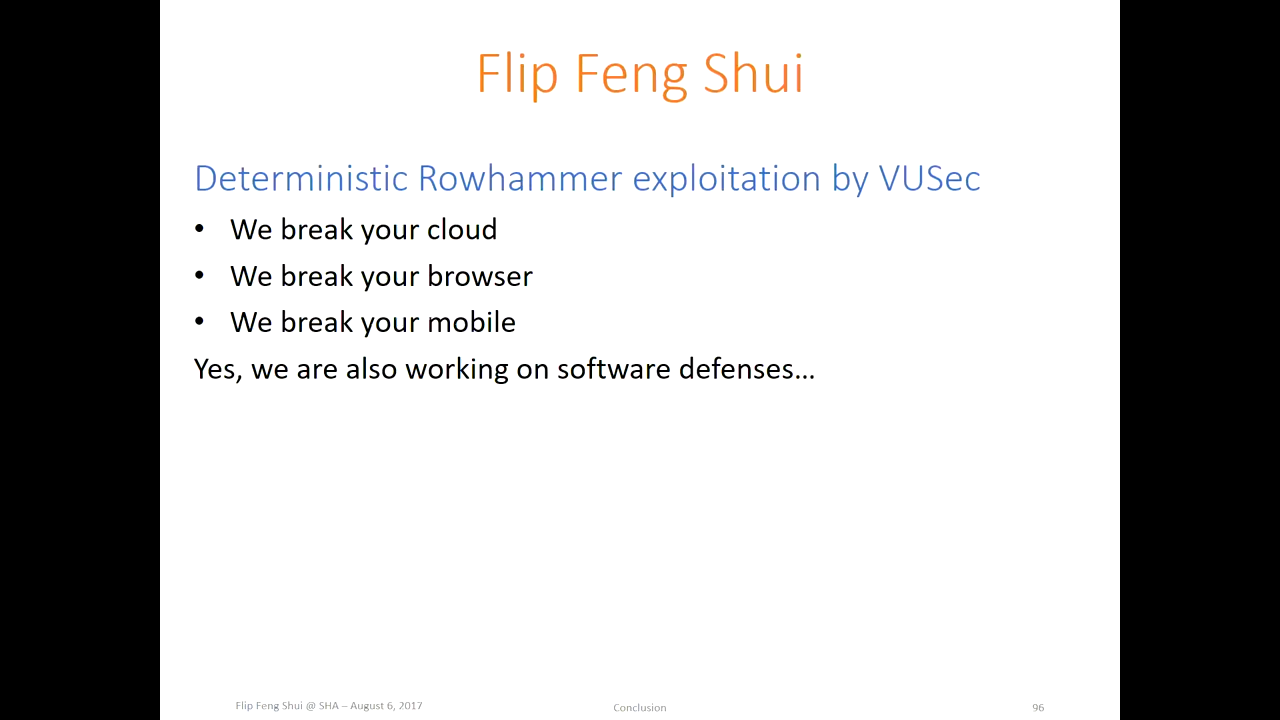 Flip Feng Shui
Deterministic Rowhammer exploitation by VUSec
• We break your cloud
• We break your browser
• We break your mobile
Yes, we are also working on software defenses…
Flip Feng Shui @ SHA – August 6, 2017
Conclusion
96